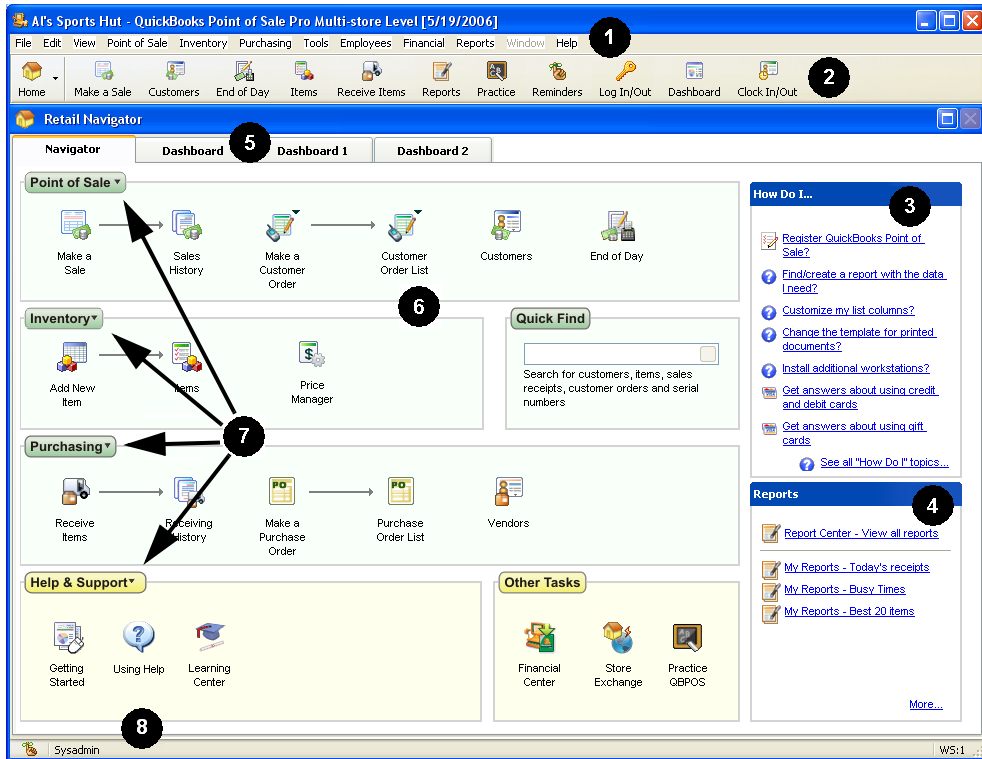 Al's Sports Hut - QuickBooks Point of Sale Pro Multi-store Level [5/19/2006]
File Edit View Point of Sale Inventory Purchasing Tools Employees Financial Reports Window Help
1
Home Make a Sale Customers End of Day Items Receive Items Reports Practice Reminders Log In/Out Dashboard Clock In/Out
2
Retail Navigator
Navigator Dashboard Dashboard 1 Dashboard 2
5
Point of Sale
Make a
Sale
Sales
History
Make a
Customer
Order
Customer
Order List
Customers
End of Day
6
Inventory
Add New
Item
Items
Price
Manager
Quick Find
Search for customers, items, sales
receipts, customer orders and serial
numbers
7
Purchasing
Receive
Items
Receiving
History
PO
Make a
Purchase
Order
PO
Purchase
Order List
Vendors
Help & Support
Getting
Started
Using Help
Learning
Center
Other Tasks
Financial
Center
Store
Exchange
Practice
QBPOS
How Do I...
3
Register QuickBooks Point of
Sale?
Find/create a report with the data
I need?
Customize my list columns?
Change the template for printed
documents?
Install additional workstations?
Get answers about using credit
and debit cards
Get answers about using gift
cards
See all "How Do I" topics...
Reports
4
Report Center - View all reports
My Reports - Today's receipts
My Reports - Busy Times
My Reports - Best 20 items
More...
8
Sysadmin
WS:1